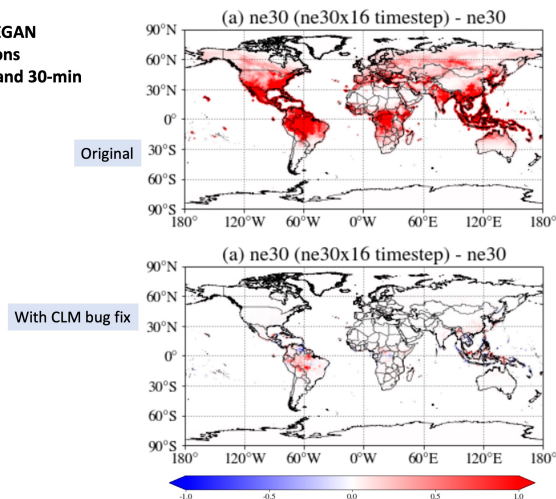 EGAN
ons
and 30-min
(a) ne30 (ne30x16 timestep) - ne30
90°N
60°N
30°N
0°
30°S
60°S
90°S
180° 120°W 60°W 0°W 60°E 120°E 180°
Original
(a) ne30 (ne30x16 timestep) - ne30
90°N
60°N
30°N
0°
30°S
60°S
90°S
180° 120°W 60°W 0°W 60°E 120°E 180°
With CLM bug fix
-1.0 -0.5 0.0 0.5 1.0